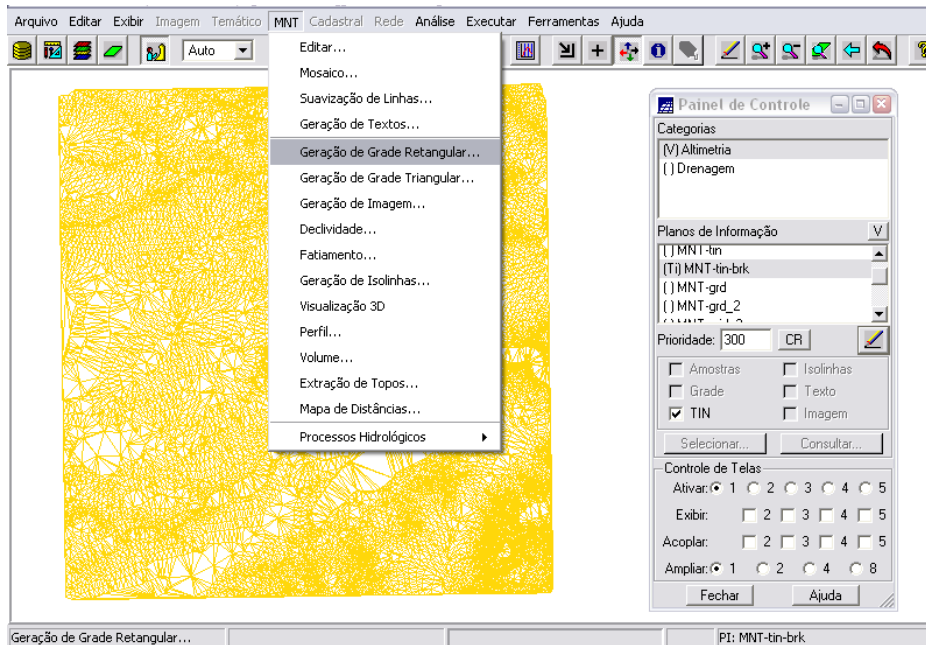 Arquivo Editar Exibir Imagem Temático MNT Cadastral Rede Análise Executar Ferramentas Ajuda
Auto
Editar...
Mosaico...
Suavização de Linhas...
Geração de Textos...
Geração de Grade Retangular...
Geração de Grade Triangular...
Geração de Imagem...
Declividade...
Fatiamento...
Geração de Isolinhas...
Visualização 3D
Perfil...
Volume...
Extração de Topos...
Mapa de Distâncias...
Processos Hidrológicos
Painel de Controle
Categorias
(V) Altimetria
( ) Drenagem
Planos de Informação V
( ) MNT-tin
(Ti) MNT-tin-brk
( ) MNT-grd
( ) MNT-grd_2
Prioridade: 300 CR
Amostras Isolinhas
Grade Texto
TIN Imagem
Selecionar... Consultar...
Controle de Telas
Ativar: 1 2 3 4 5
Exibir: 2 3 4 5
Acoplar: 2 3 4 5
Ampliar: 1 2 4 8
Fechar Ajuda
Geração de Grade Retangular... PI: MNT-tin-brk